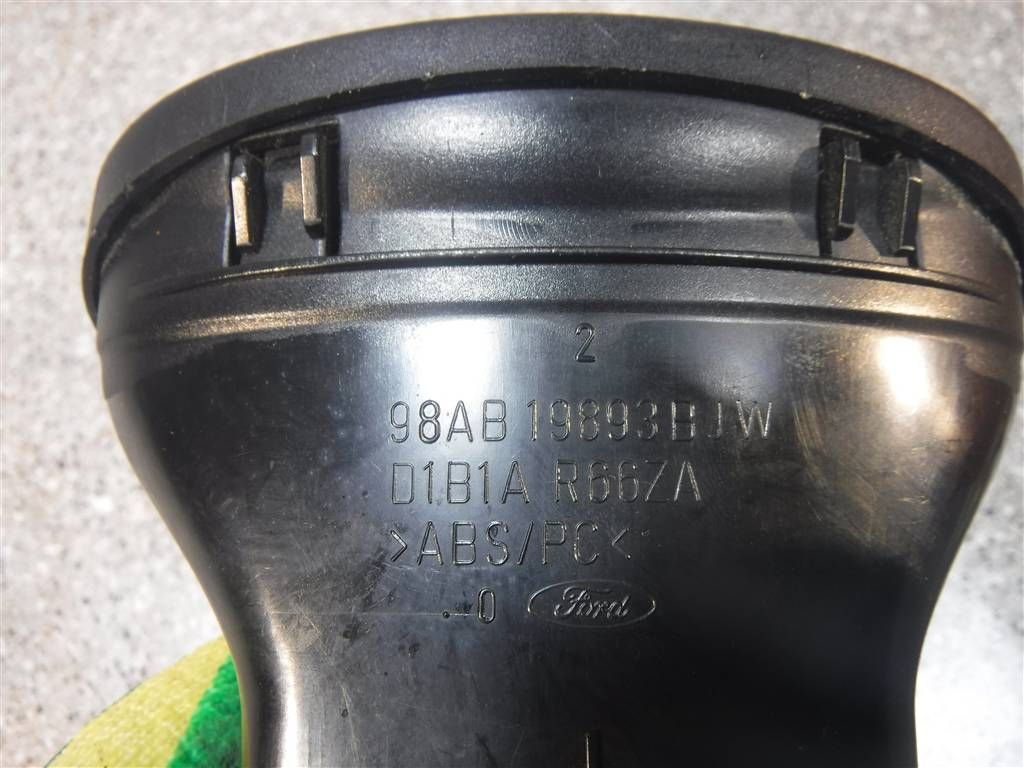 2
98AB 19893 BJW
D1B1A R66ZA
>ABS/PC<
.-0 Ford